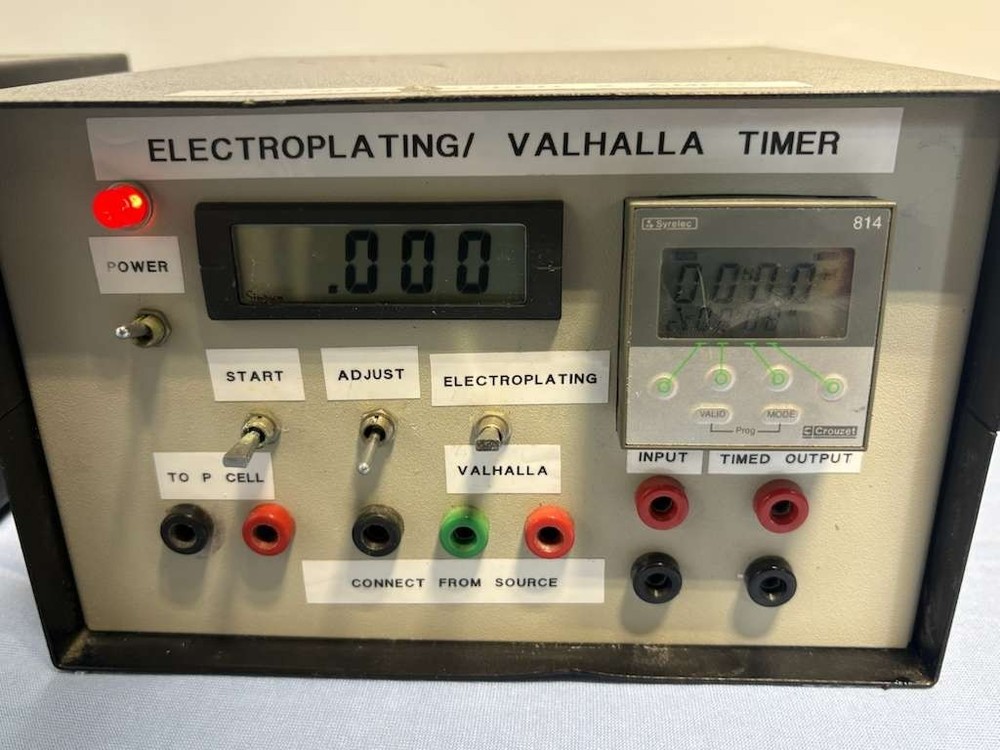 ELECTROPLATING/ VALHALLA TIMER
POWER
.000
Syrelec 814
START
ADJUST
ELECTROPLATING
VALID MODE
Prog
Crouzet
TO P CELL
VALHALLA
INPUT
TIMED OUTPUT
CONNECT FROM SOURCE